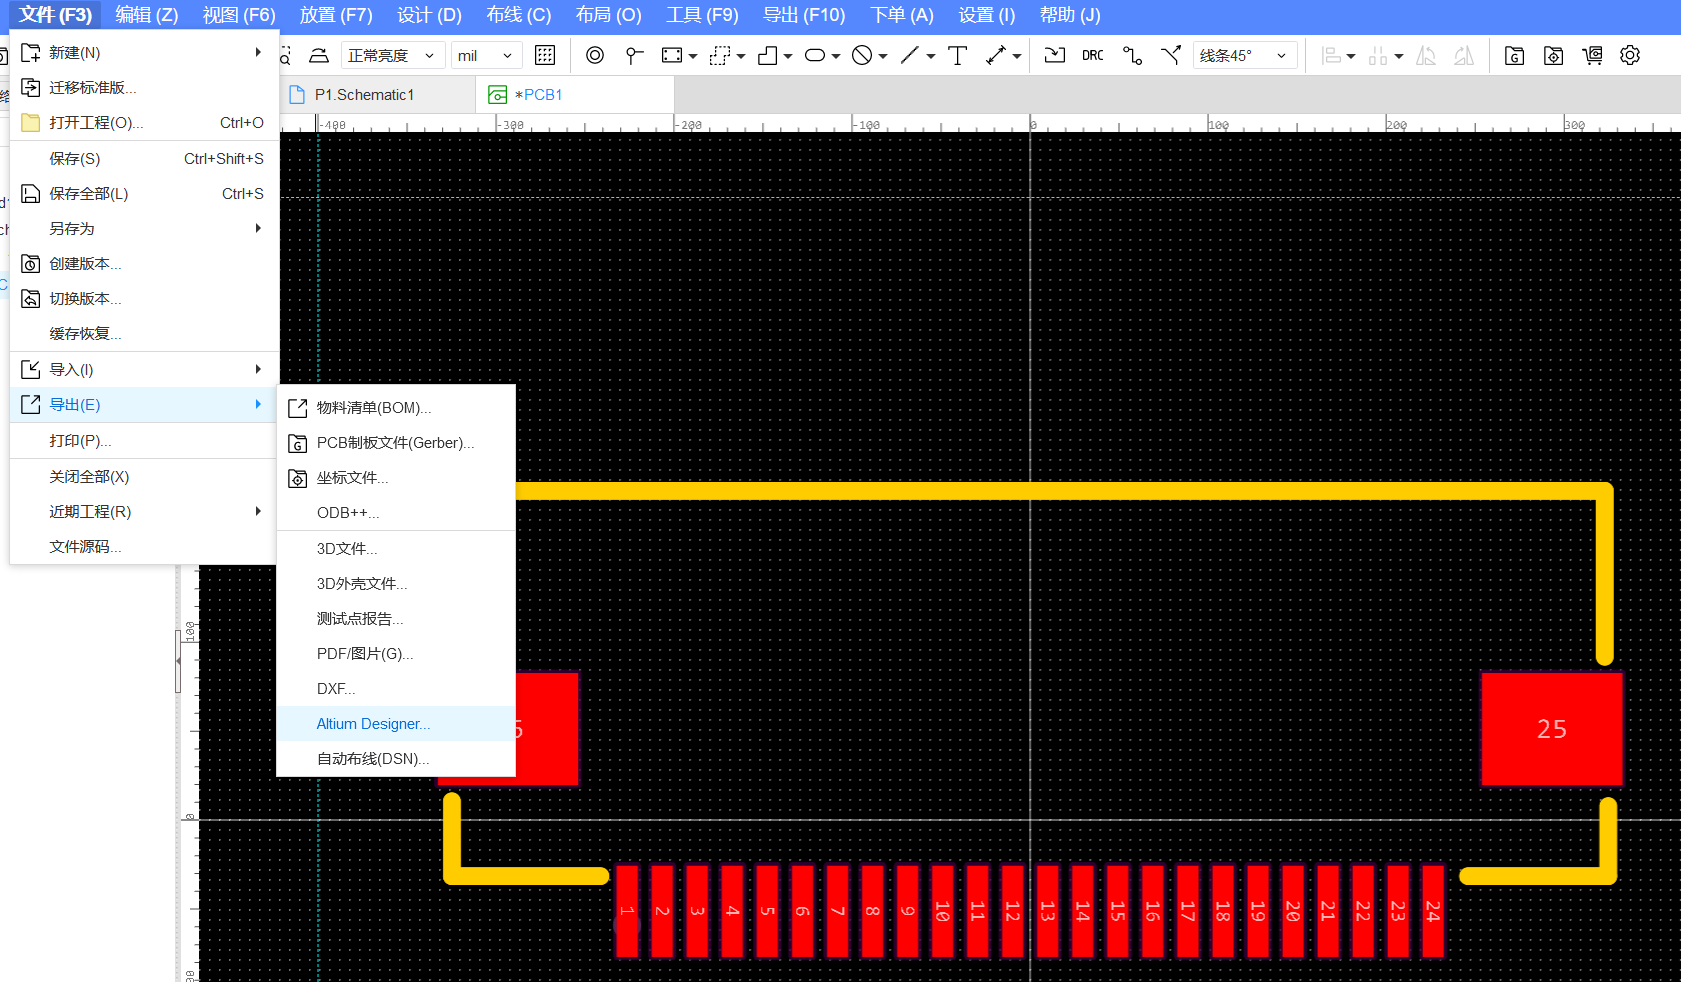 文件 (F3) 编辑 (Z) 视图 (F6) 放置 (F7) 设计 (D) 布线 (C) 布局 (O) 工具 (F9) 导出 (F10) 下单 (A) 设置 (I) 帮助 (J)
正常亮度 mil DRC 线条45°
P1.Schematic1 *PCB1
-400 -300 -200 -100 0 100 200 300
新建(N)
迁移标准版...
打开工程(O)... Ctrl+O
保存(S) Ctrl+Shift+S
保存全部(L) Ctrl+S
另存为
创建版本...
切换版本...
缓存恢复...
导入(I)
导出(E)
打印(P)...
关闭全部(X)
近期工程(R)
文件源码...
物料清单(BOM)...
PCB制板文件(Gerber)...
坐标文件...
ODB++...
3D文件...
3D外壳文件...
测试点报告...
PDF/图片(G)...
DXF...
Altium Designer...
自动布线(DSN)...
100
0
25
1 2 3 4 5 6 7 8 9 10 11 12 13 14 15 16 17 18 19 20 21 22 23 24